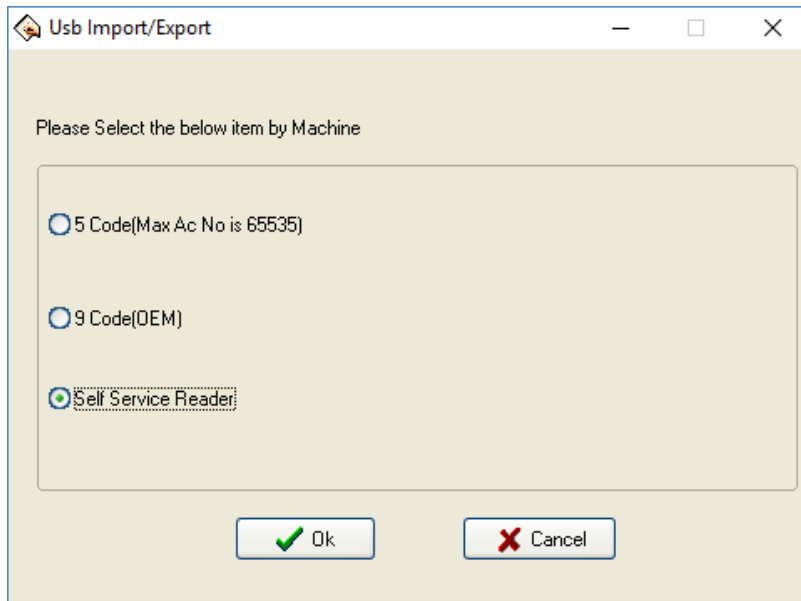 Usb Import/Export
Please Select the below item by Machine
5 Code(Max Ac No is 65535)
9 Code(OEM)
Self Service Reader
Ok
Cancel